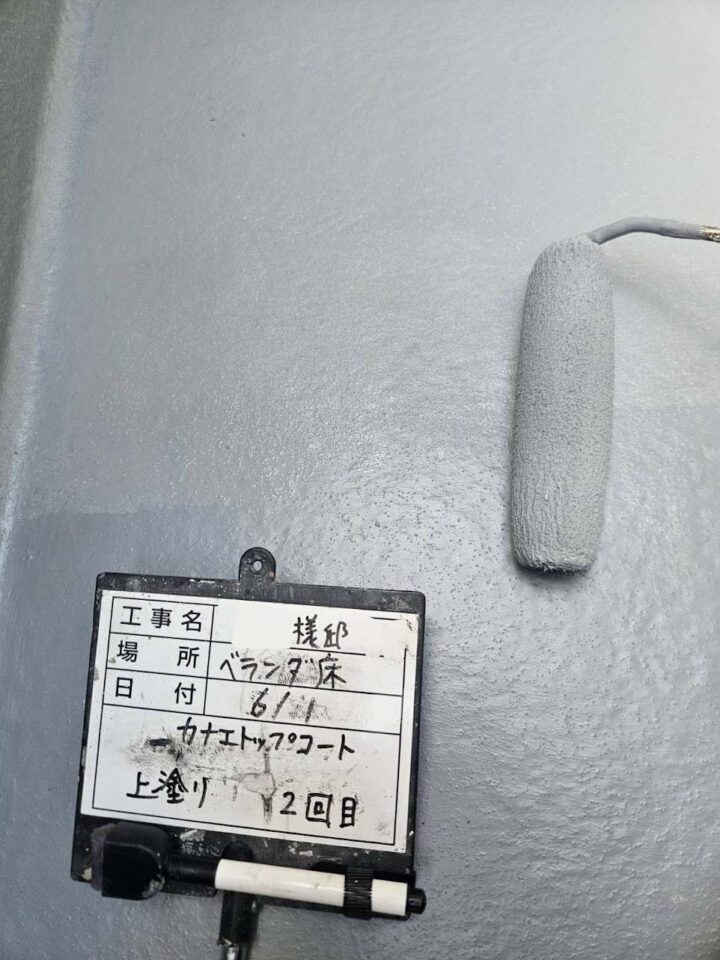 工事名 様邸
場所 ベランダ床
日付 6/1
カナエトップコート
上塗り 2回目